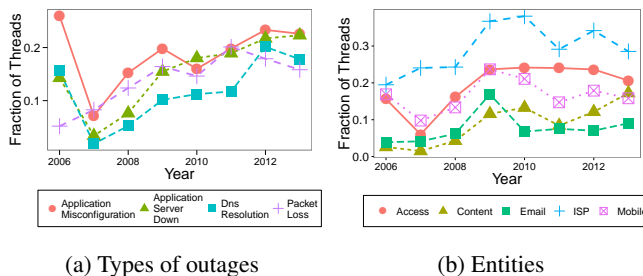 Fraction of Threads
0.2
0.1
2006 2008 2010 2012
Year
Application Misconfiguration
Application Server Down
Dns Resolution
Packet Loss
(a) Types of outages
Fraction of Threads
0.3
0.2
0.1
0.0
2006 2008 2010 2012
Year
Access Content Email ISP Mobile
(b) Entities